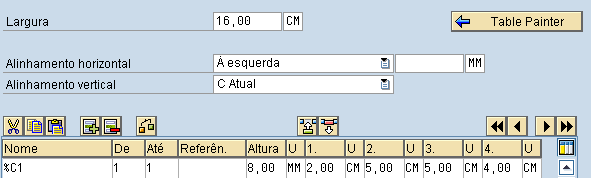 Largura 16,00 CM Table Painter
Alinhamento horizontal À esquerda MM
Alinhamento vertical C Atual
Nome De Até Referên. Altura U 1. U 2. U 3. U 4. U
%C1 1 1 8,00 MM 2,00 CM 5,00 CM 5,00 CM 4,00 CM